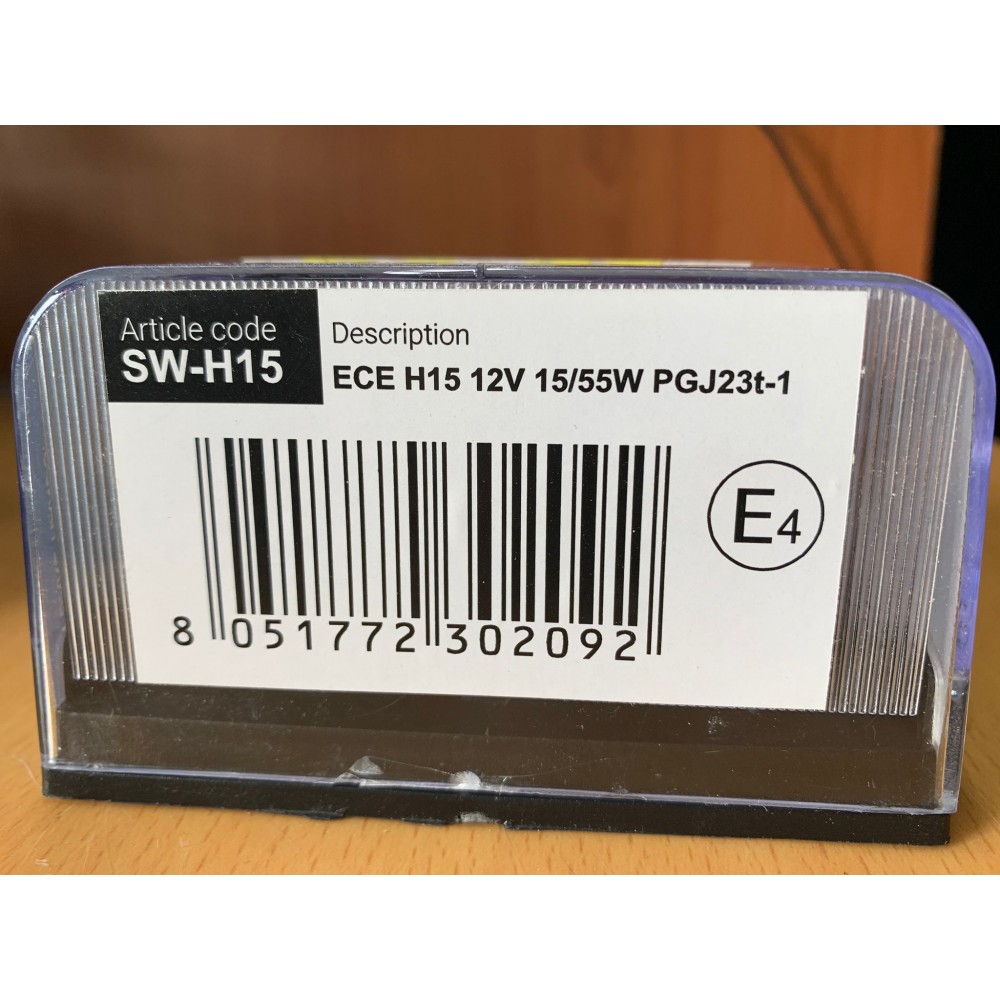 Article code
SW-H15
Description
ECE H15 12V 15/55W PGJ23t-1
E4
8 051772 302092